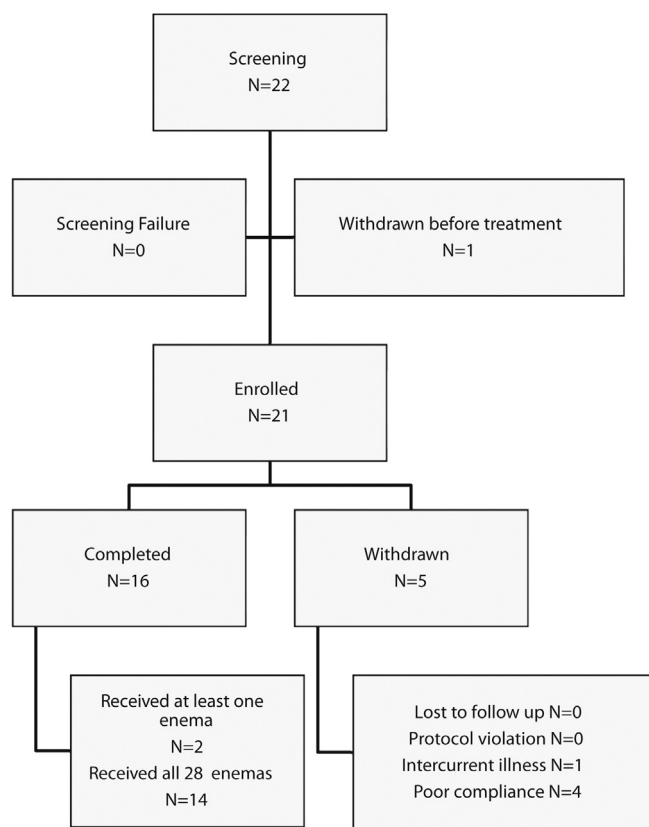 Screening
N=22
Screening Failure
N=0
Withdrawn before treatment
N=1
Enrolled
N=21
Completed
N=16
Withdrawn
N=5
Received at least one
enema
N=2
Received all 28 enemas
N=14
Lost to follow up N=0
Protocol violation N=0
Intercurrent illness N=1
Poor compliance N=4